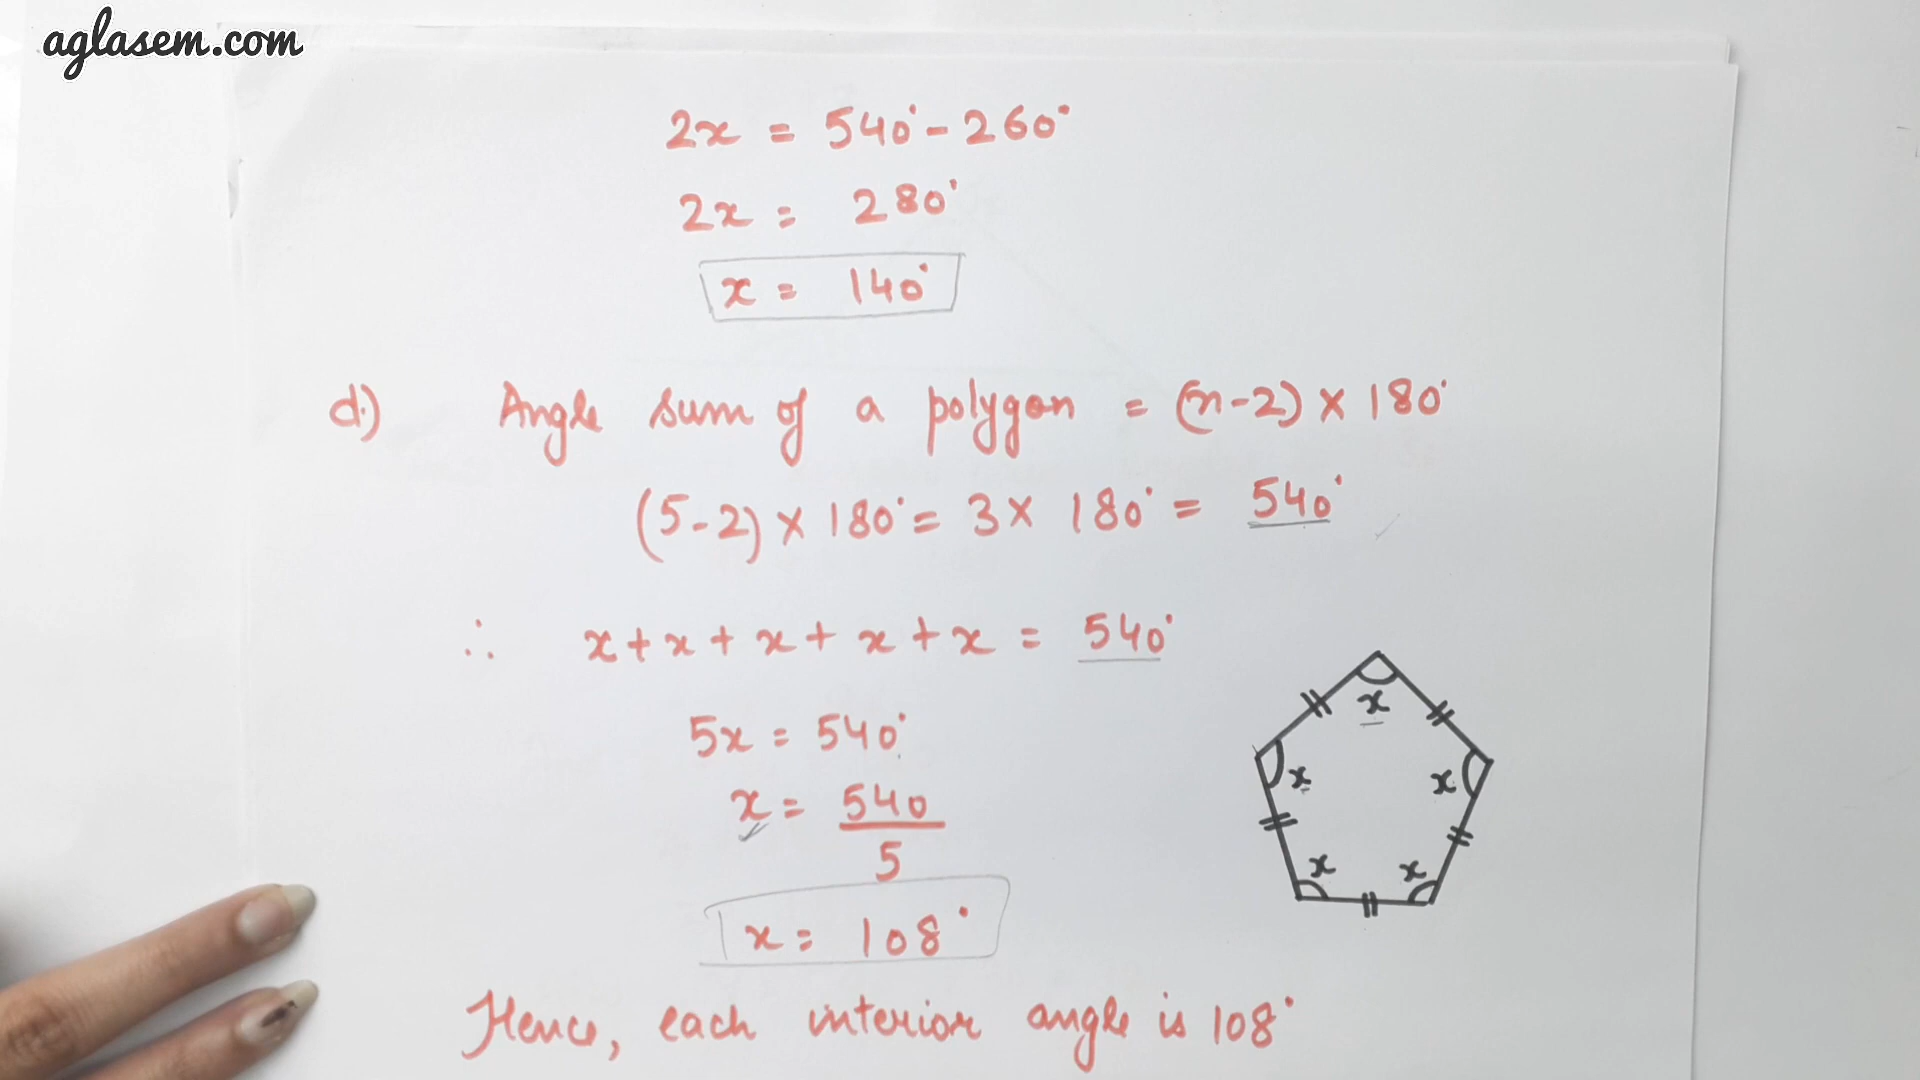 aglasem.com
2x = 540° - 260°
2x = 280°
x = 140°
d.) Angle sum of a polygon = (n-2) × 180°
(5-2) × 180° = 3 × 180° = 540°
∴ x + x + x + x + x = 540°
5x = 540°
x = 540/5
x = 108°
Hence, each interior angle is 108°
x
x
x
x
x